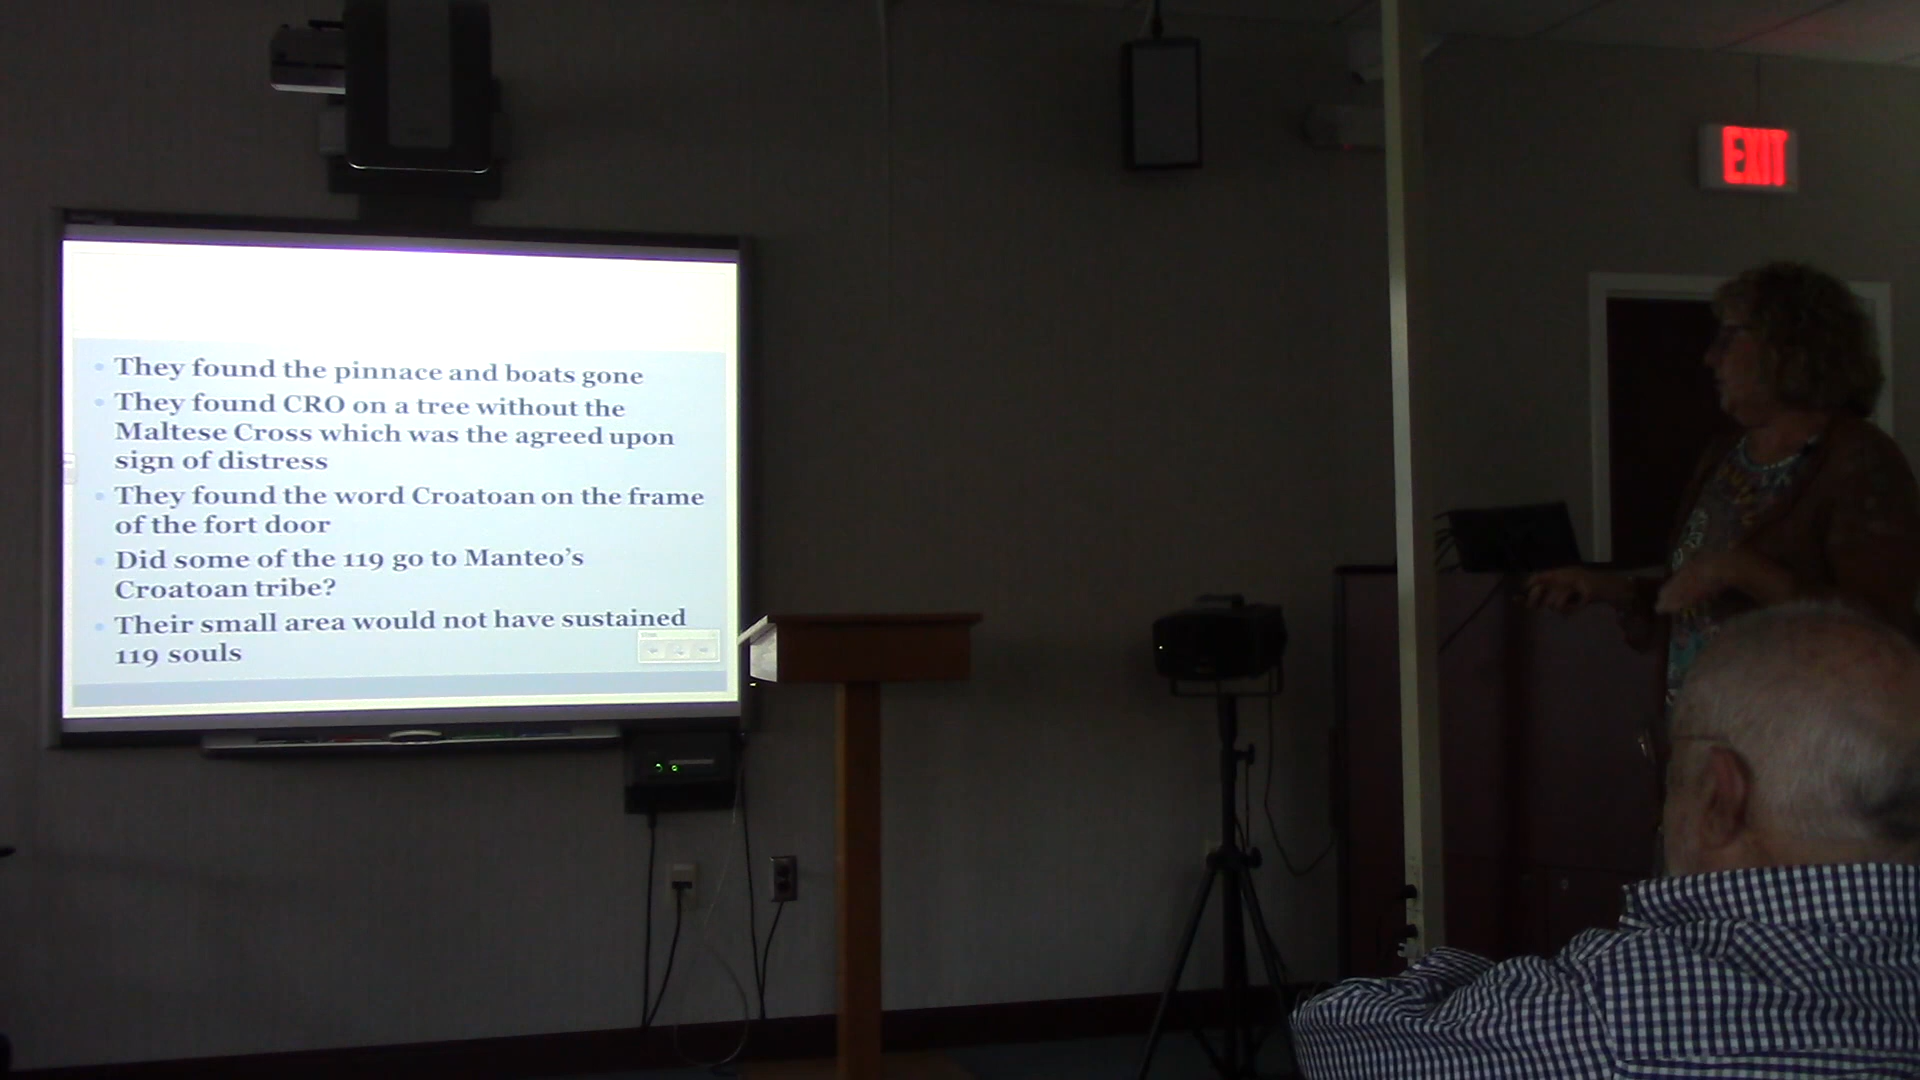 EXIT
They found the pinnace and boats gone
They found CRO on a tree without the
Maltese Cross which was the agreed upon
sign of distress
They found the word Croatoan on the frame
of the fort door
Did some of the 119 go to Manteo's
Croatoan tribe?
Their small area would not have sustained
119 souls